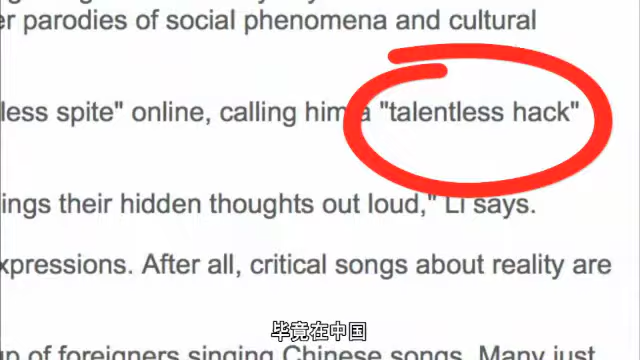 er parodies of social phenomena and cultural
less spite" online, calling him a "talentless hack"
ings their hidden thoughts out loud," Li says.
xpressions. After all, critical songs about reality are
毕竟在中国
up of foreigners singing Chinese songs. Many just